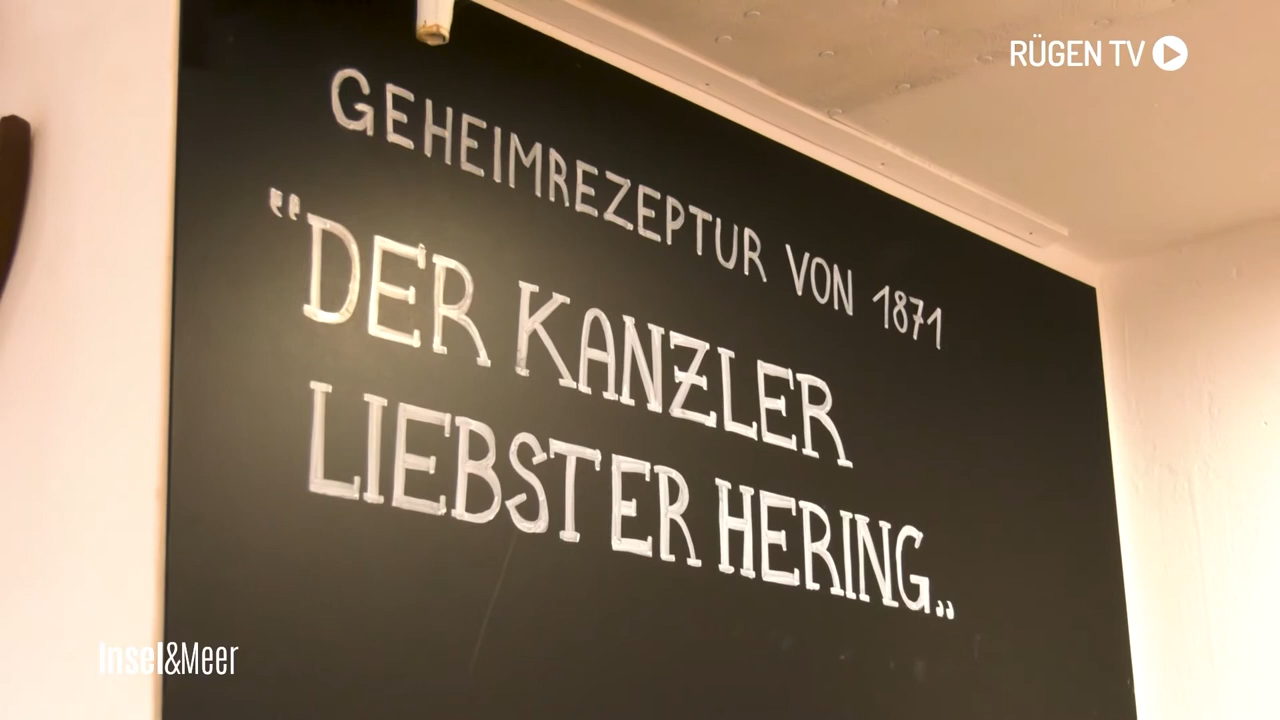 RÜGEN TV
GEHEIMREZEPTUR VON 1871
"DER KANZLER
LIEBSTER HERING„
Insel&Meer